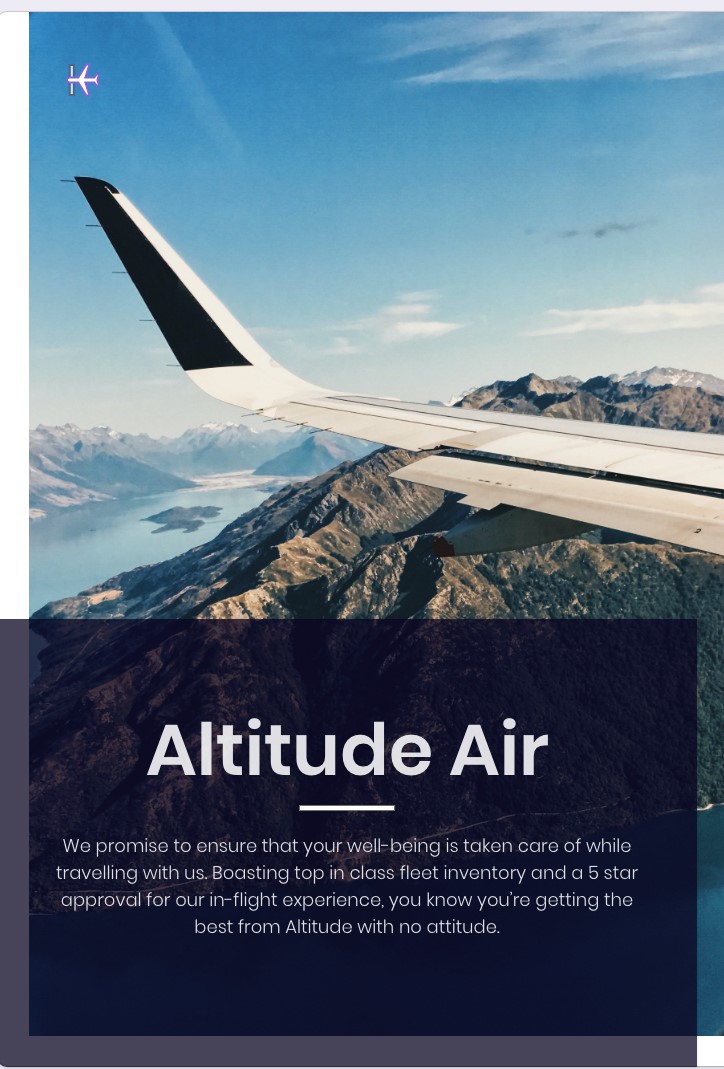 Altitude Air
We promise to ensure that your well-being is taken care of while
travelling with us. Boasting top in class fleet inventory and a 5 star
approval for our in-flight experience, you know you're getting the
best from Altitude with no attitude.